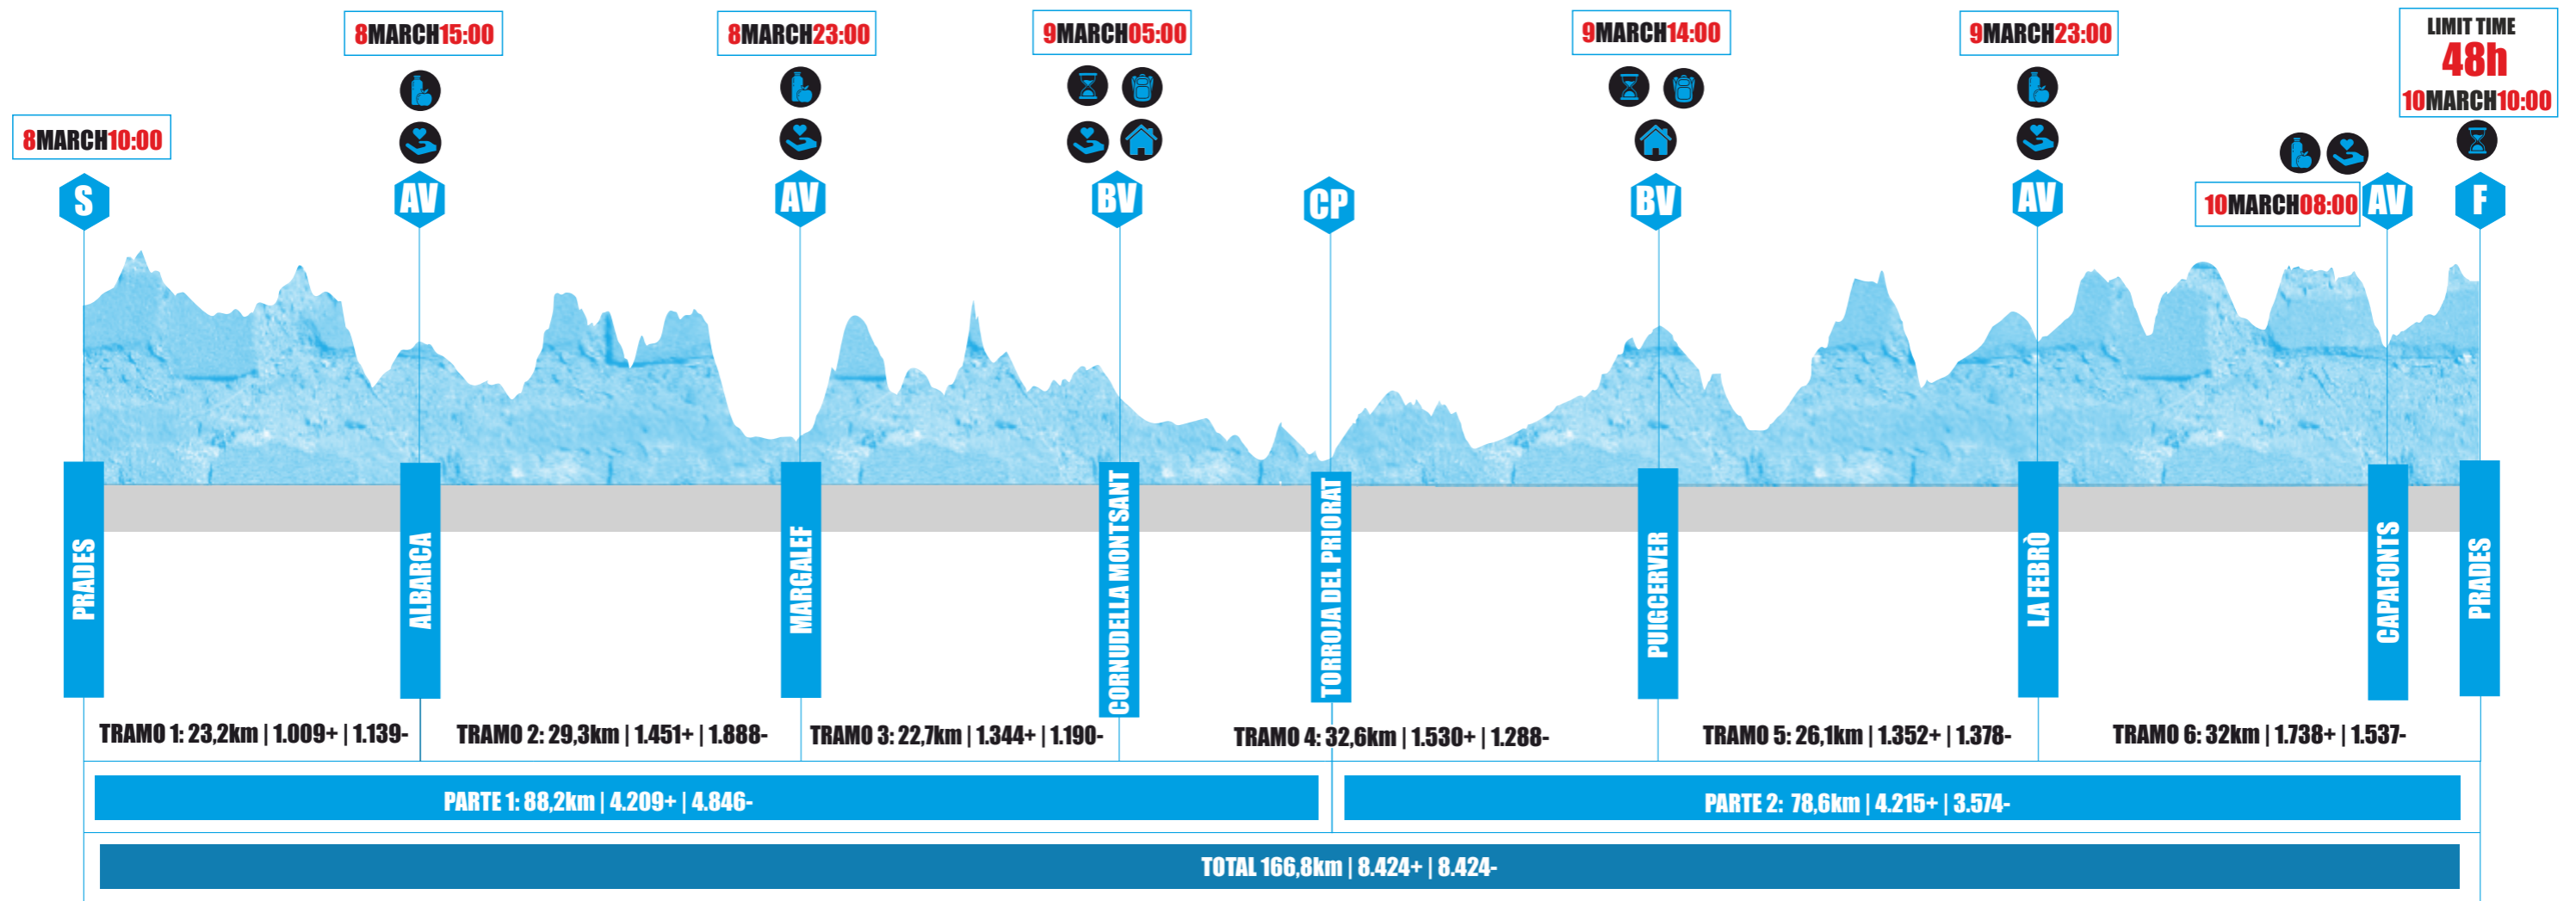 8MARCH10:00
8MARCH15:00
8MARCH23:00
9MARCH05:00
9MARCH14:00
9MARCH23:00
10MARCH08:00
LIMIT TIME
48h
10MARCH10:00
S
AV
AV
BV
CP
BV
AV
AV
F
PRADES
ALBARCA
MARGALEF
CORNUDELLA MONTSANT
TORROJA DEL PRIORAT
PUIGCERVER
LA FEBRÒ
CAPAFONTS
PRADES
TRAMO 1: 23,2km | 1.009+ | 1.139-
TRAMO 2: 29,3km | 1.451+ | 1.888-
TRAMO 3: 22,7km | 1.344+ | 1.190-
TRAMO 4: 32,6km | 1.530+ | 1.288-
TRAMO 5: 26,1km | 1.352+ | 1.378-
TRAMO 6: 32km | 1.738+ | 1.537-
PARTE 1: 88,2km | 4.209+ | 4.846-
PARTE 2: 78,6km | 4.215+ | 3.574-
TOTAL 166,8km | 8.424+ | 8.424-